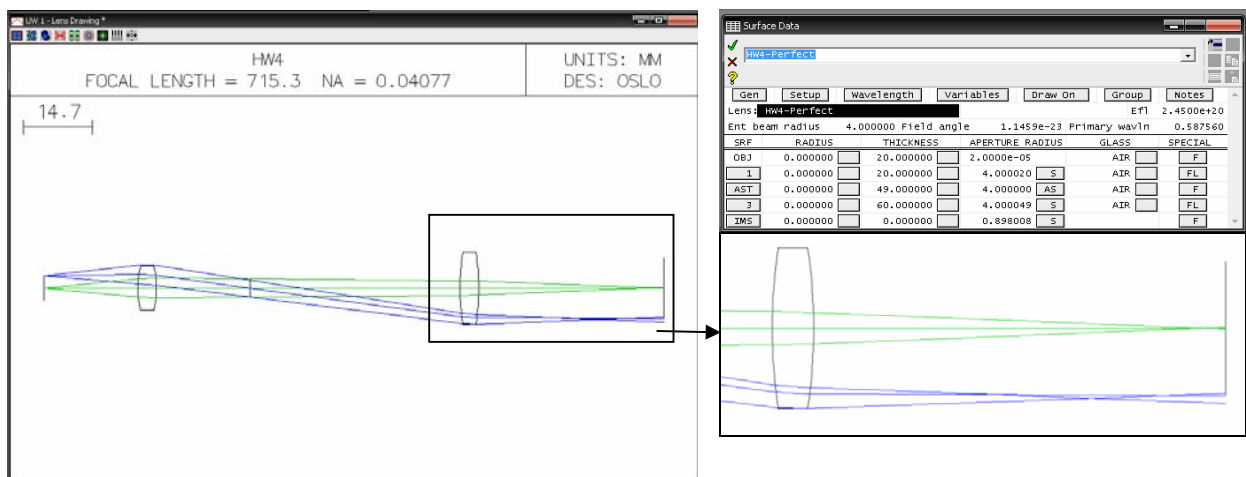 UW 1 - Lens Drawing *
HW4
FOCAL LENGTH = 715.3 NA = 0.04077
UNITS: MM
DES: OSLO
14.7
Surface Data
HW4-Perfect
Gen Setup Wavelength Variables Draw On Group Notes
Lens: HW4-Perfect Efl 2.4500e+20
Ent beam radius 4.000000 Field angle 1.1459e-23 Primary wavln 0.587560
SRF RADIUS THICKNESS APERTURE RADIUS GLASS SPECIAL
OBJ 0.000000 20.000000 2.0000e-05 AIR F
1 0.000000 20.000000 4.000020 S AIR FL
AST 0.000000 49.000000 4.000000 AS AIR F
3 0.000000 60.000000 4.000049 S AIR FL
IMS 0.000000 0.000000 0.898008 S F